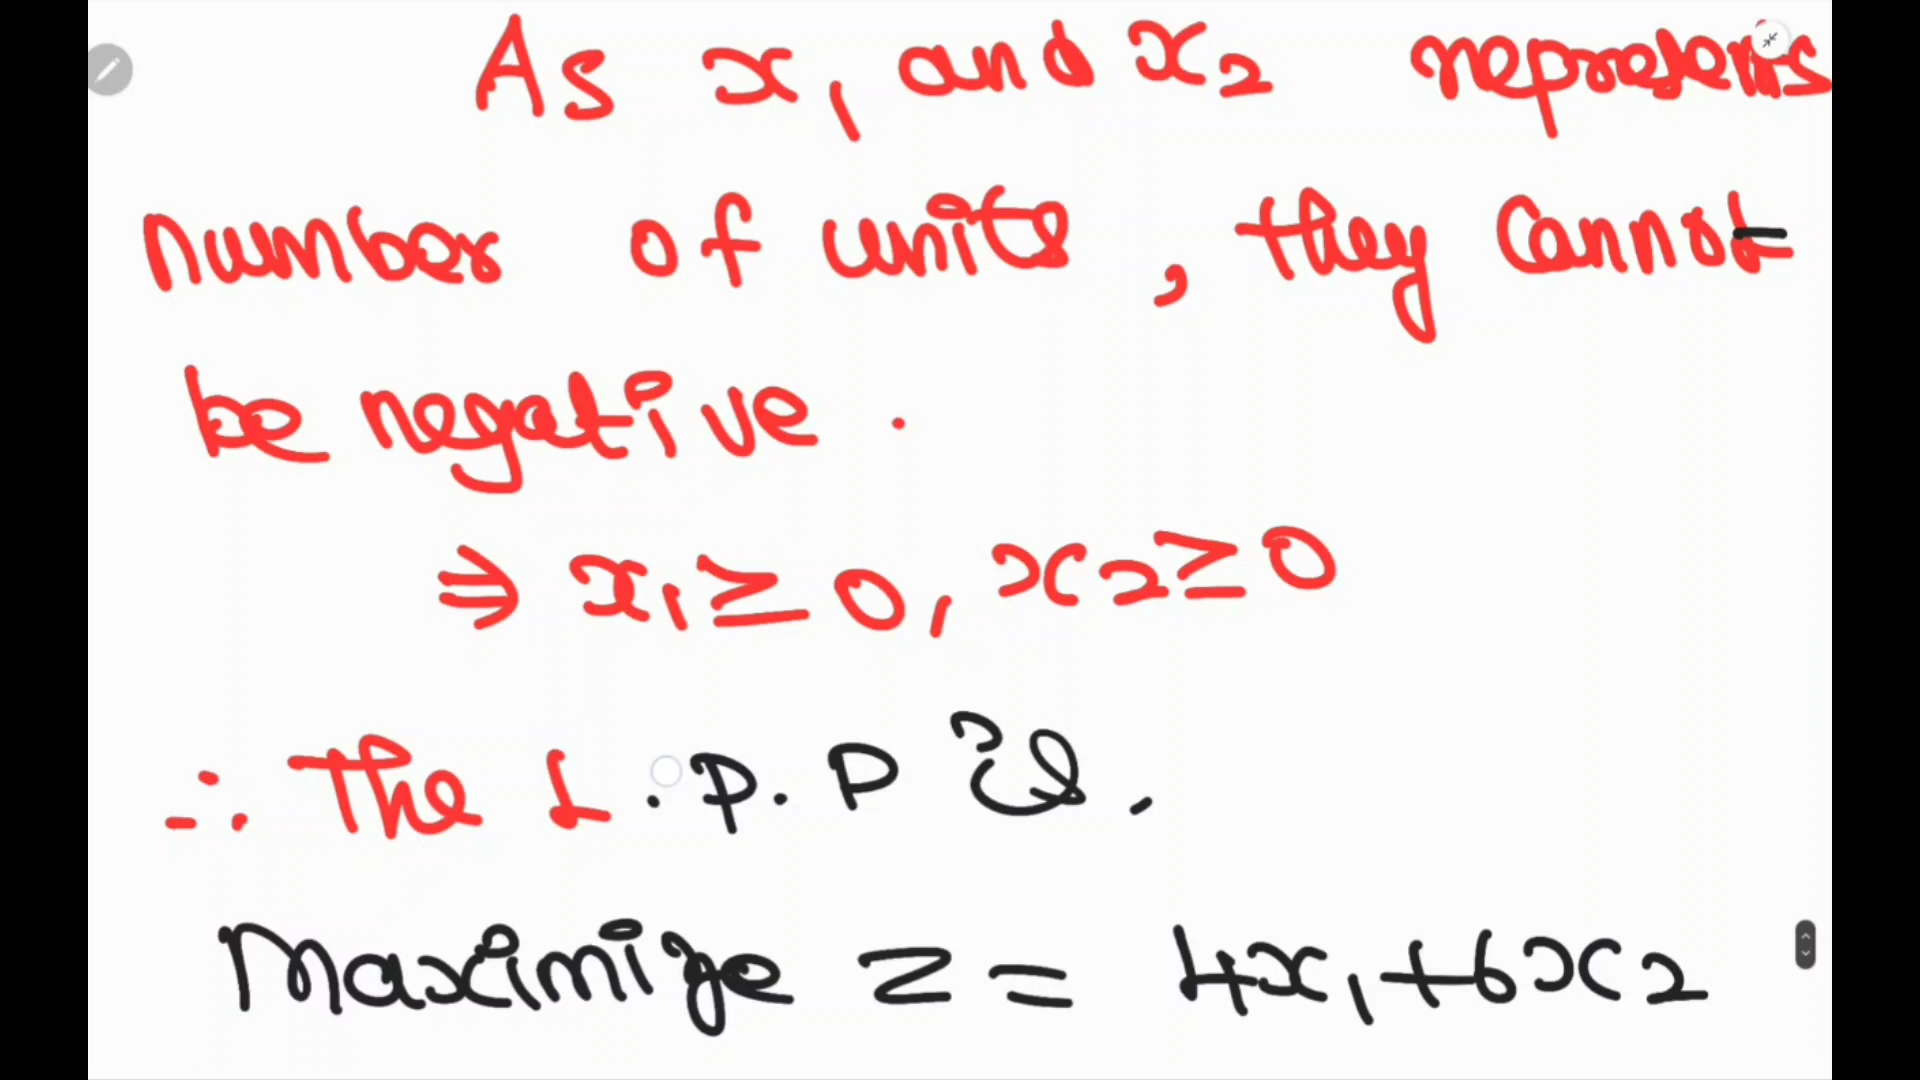 As x₁ and x₂ represents
number of units, they cannot
be negative.
⇒ x₁ ≥ 0, x₂ ≥ 0
∴ The L.P.P is,
Maximize Z = 4x₁ + 6x₂